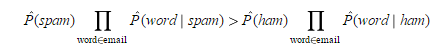 P̂(spam) ∏ P̂(word | spam) > P̂(ham) ∏ P̂(word | ham)
word∈email word∈email